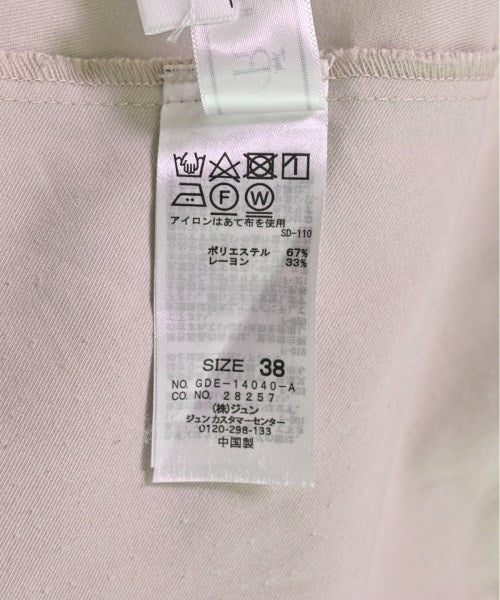 F W
アイロンはあて布を使用
SD-110
ポリエステル 67%
レーヨン 33%
SIZE 38
NO. GDE-14040-A
CO. NO. 28257
(株)ジュン
ジュンカスタマーセンター
0120-298-133
中国製